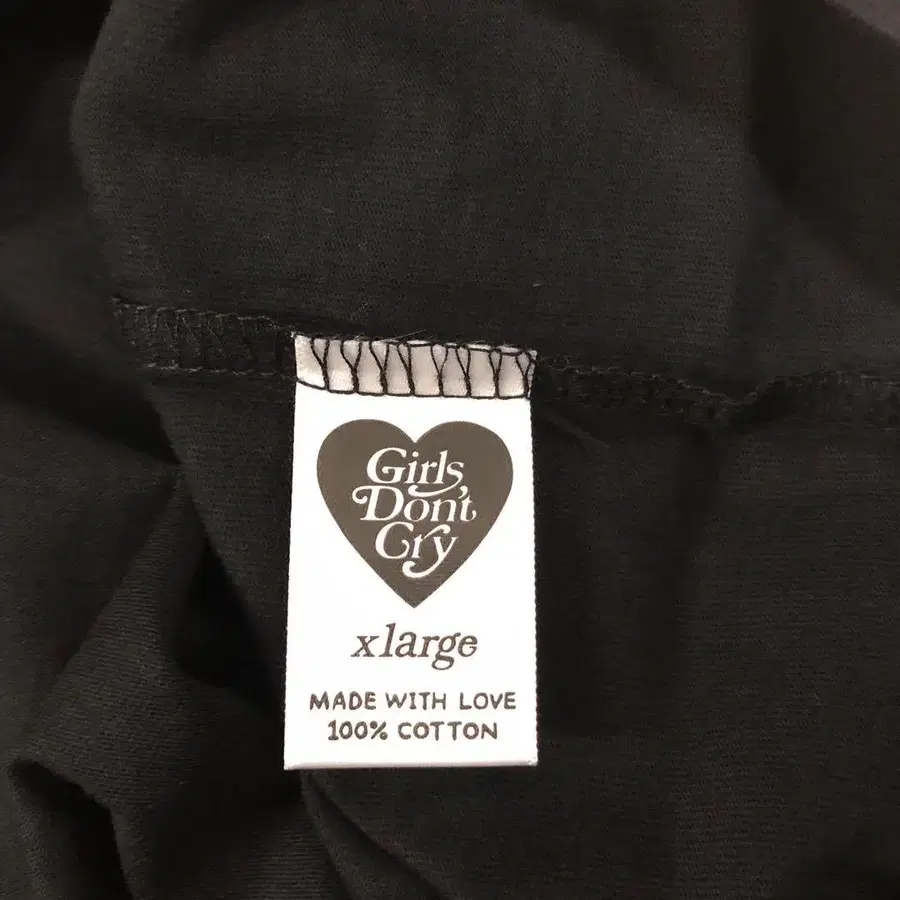 Girls
Don't
Cry
xlarge
MADE WITH LOVE
100% COTTON